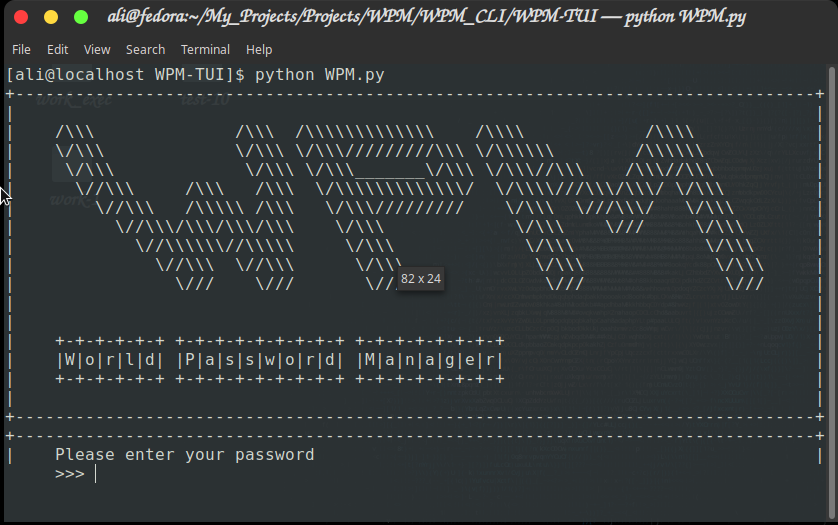 ali@fedora:~/My_Projects/Projects/WPM/WPM_CLI/WPM-TUI — python WPM.py
File Edit View Search Terminal Help
[ali@localhost WPM-TUI]$ python WPM.py
WPM
82 x 24
+-+-+-+-+-+ +-+-+-+-+-+-+-+-+ +-+-+-+-+-+-+-+
|W|o|r|l|d| |P|a|s|s|w|o|r|d| |M|a|n|a|g|e|r|
+-+-+-+-+-+ +-+-+-+-+-+-+-+-+ +-+-+-+-+-+-+-+
Please enter your password
>>>